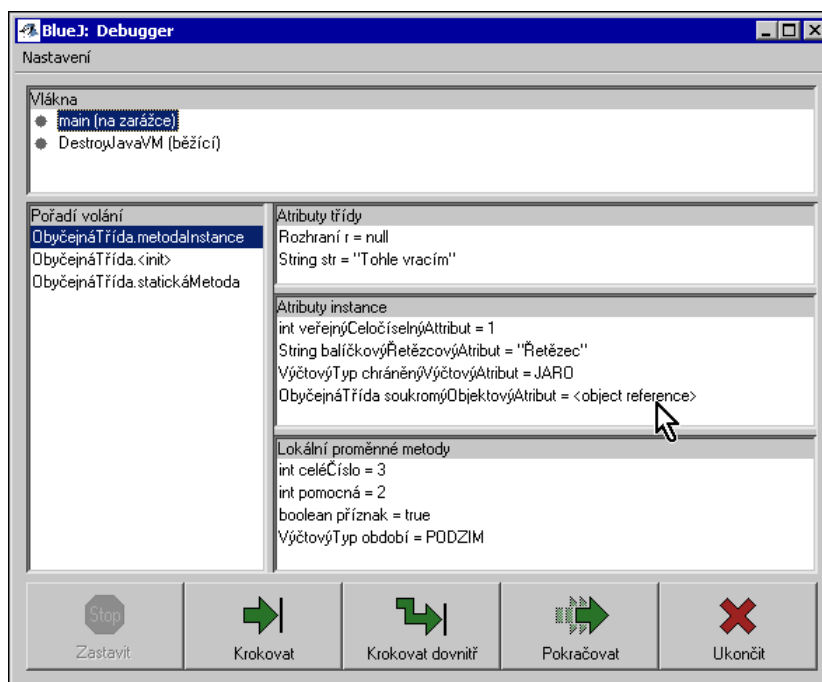 BlueJ: Debugger
Nastavení
Vlákna
main (na zarážce)
DestroyJavaVM (běžící)
Pořadí volání
ObyčejnáTřída.metodaInstance
ObyčejnáTřída.<init>
ObyčejnáTřída.statickáMetoda
Atributy třídy
Rozhraní r = null
String str = "Tohle vracím"
Atributy instance
int veřejnýCeločíselnýAttribut = 1
String balíčkovýŘetězcovýAtribut = "Řetězec"
VýčtovýTyp chráněnýVýčtovýAtribut = JARO
ObyčejnáTřída soukromýObjektovýAtribut = <object reference>
Lokální proměnné metody
int celéČíslo = 3
int pomocná = 2
boolean příznak = true
VýčtovýTyp období = PODZIM
Stop
Zastavit
Krokovat
Krokovat dovnitř
Pokračovat
Ukončit